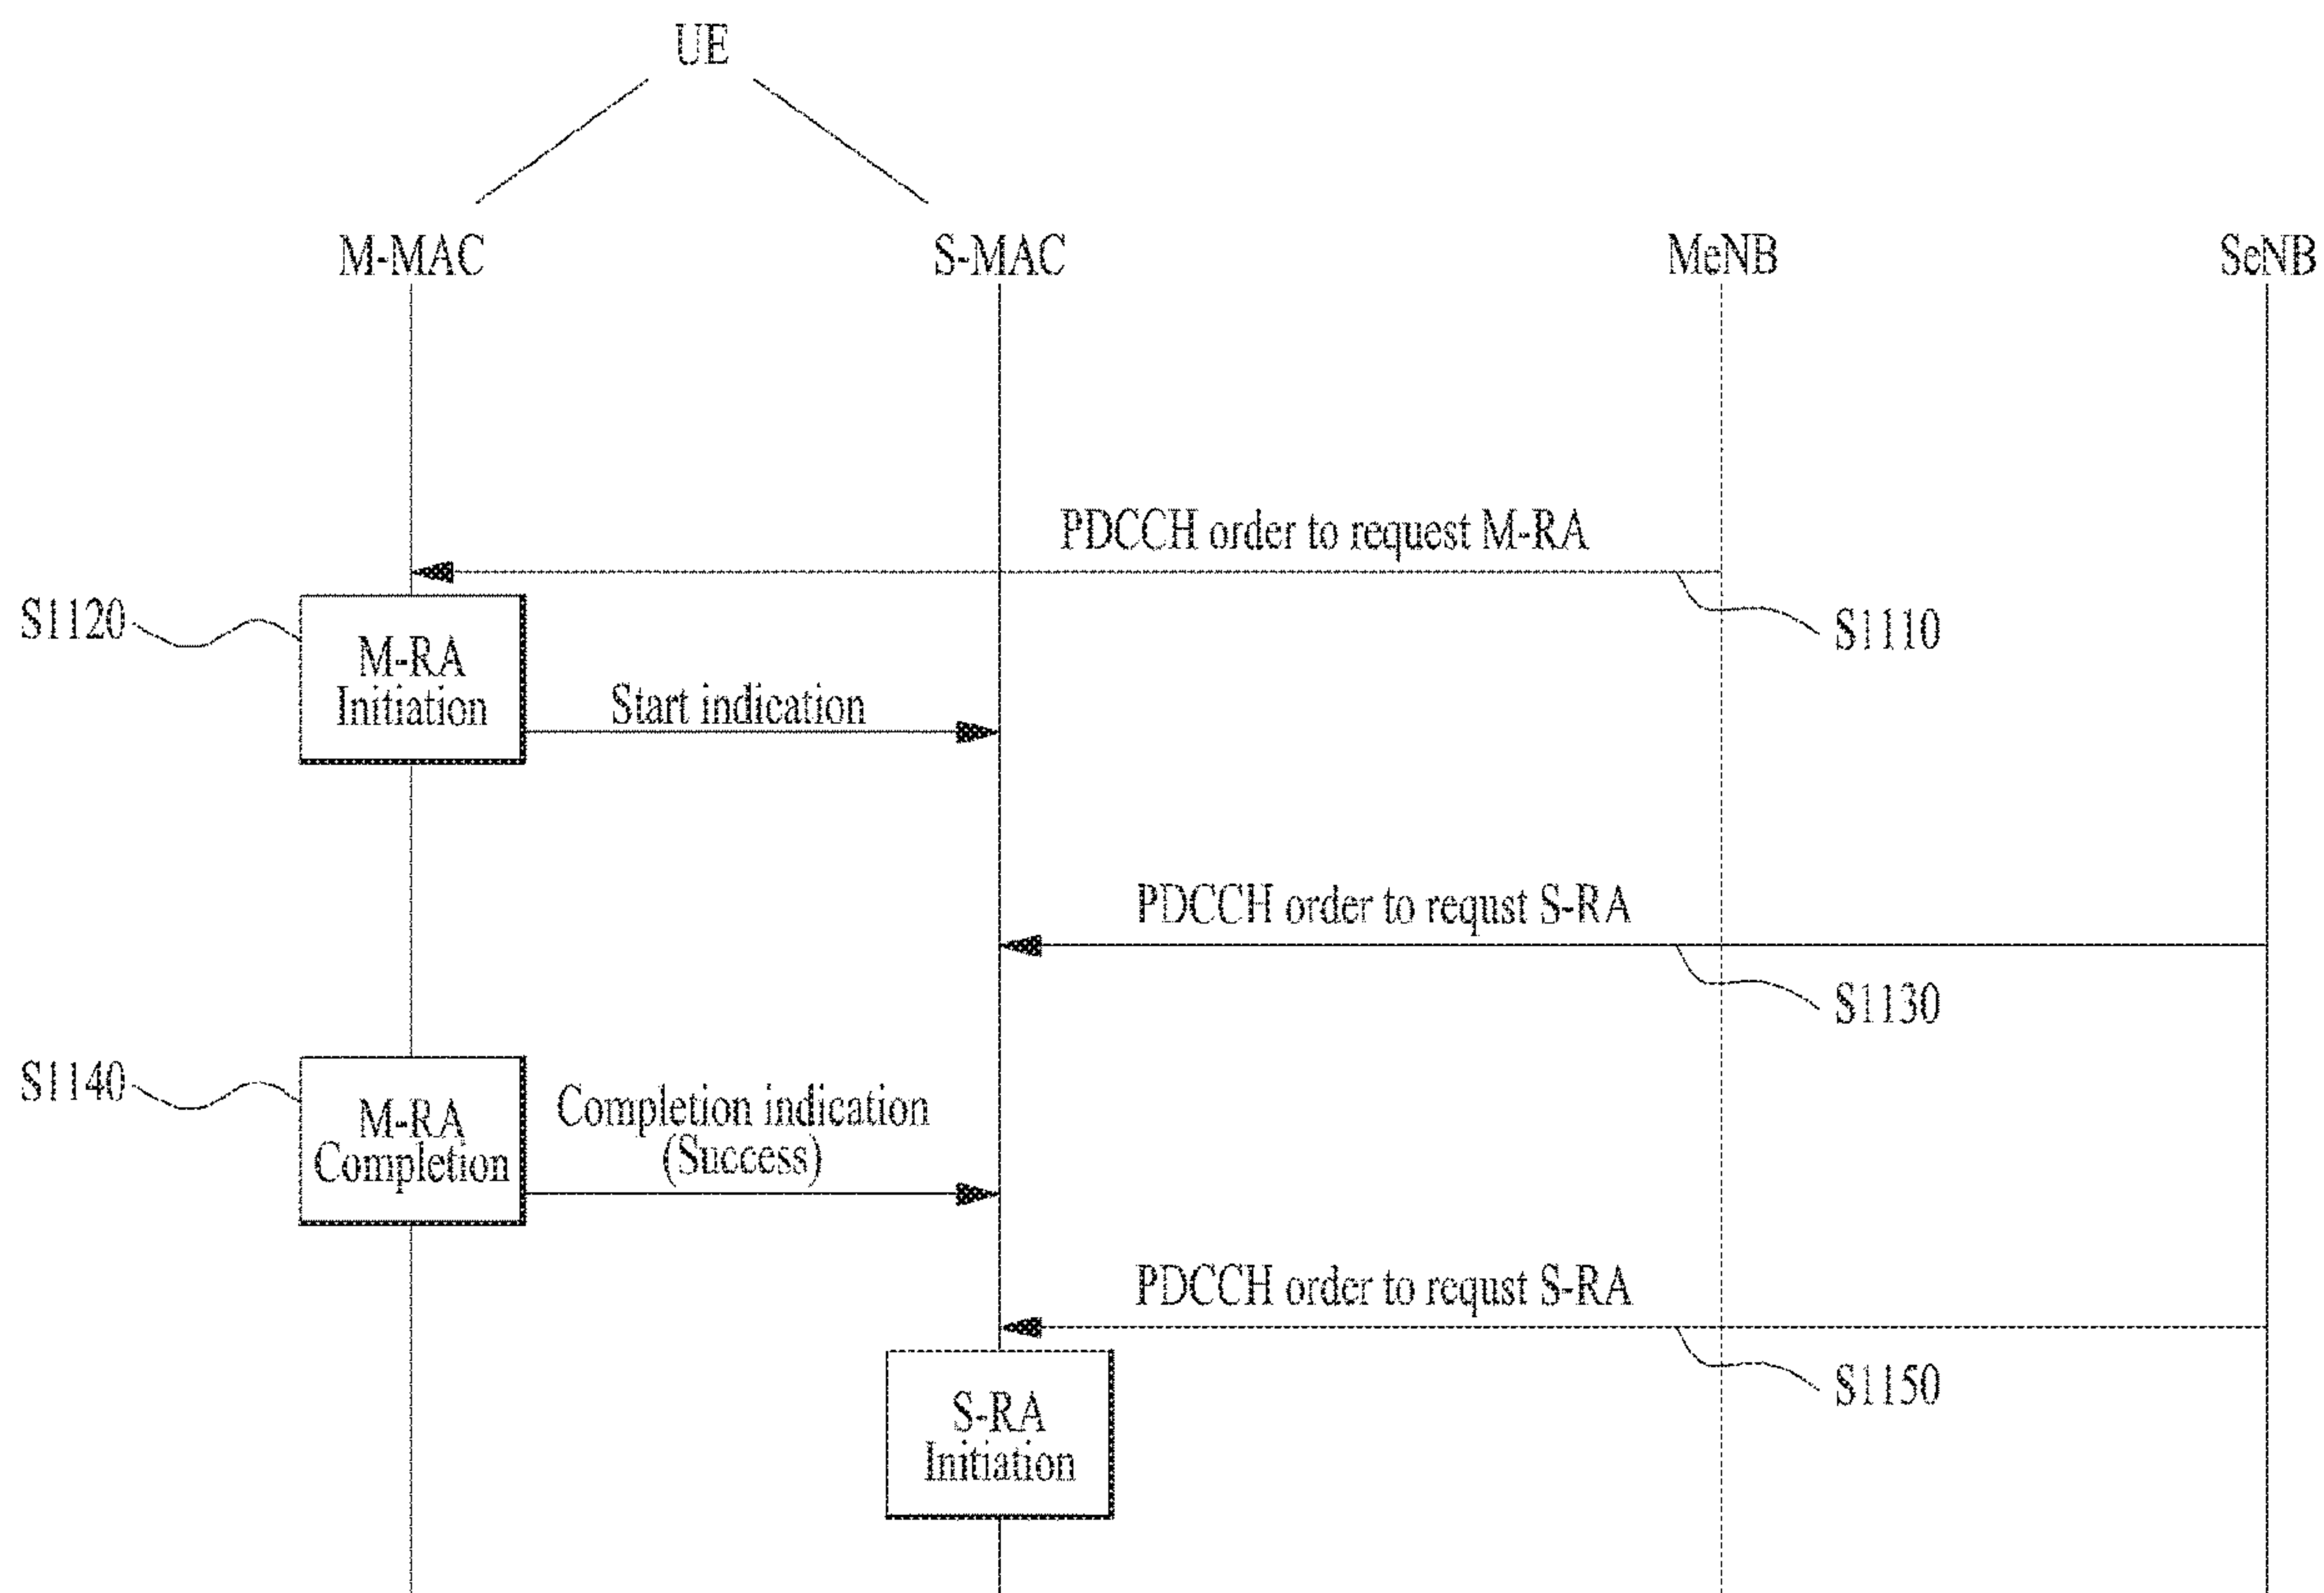 UE
M-MAC
S-MAC
MeNB
SeNB
PDCCH order to request M-RA
S1110
S1120
M-RA
Initiation
Start indication
PDCCH order to requst S-RA
S1130
S1140
M-RA
Completion
Completion indication
(Success)
PDCCH order to requst S-RA
S1150
S-RA
Initiation